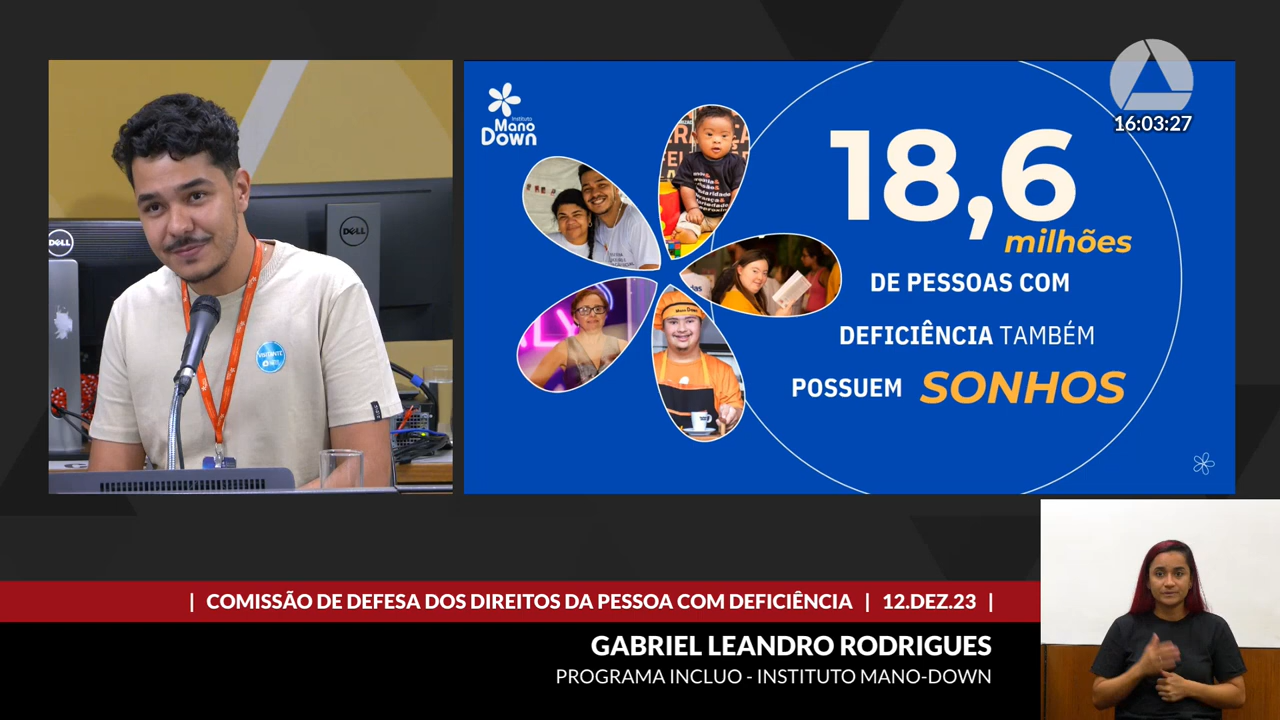 16:03:27
DELL
DELL
VISITANTE
Instituto
Mano
Down
18,6
milhões
DE PESSOAS COM
DEFICIÊNCIA TAMBÉM
POSSUEM SONHOS
| COMISSÃO DE DEFESA DOS DIREITOS DA PESSOA COM DEFICIÊNCIA | 12.DEZ.23 |
GABRIEL LEANDRO RODRIGUES
PROGRAMA INCLUO - INSTITUTO MANO-DOWN